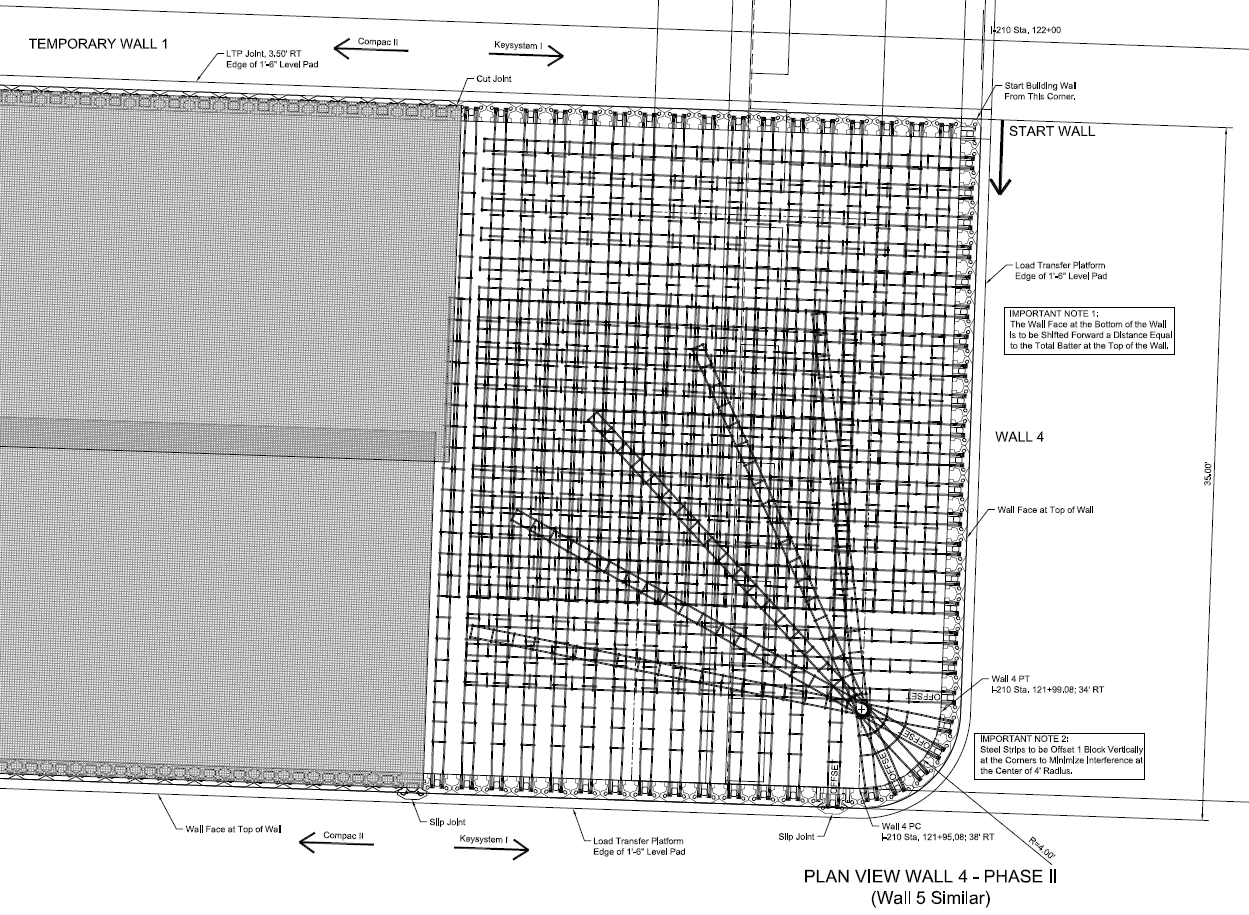 TEMPORARY WALL 1
LTP Joint, 3.50' RT
Edge of 1'-6" Level Pad
Compac II
Keysystem I
Cut Joint
I-210 Sta. 122+00
Start Building Wall
From This Corner.
START WALL
Load Transfer Platform
Edge of 1'-6" Level Pad
IMPORTANT NOTE 1:
The Wall Face at the Bottom of the Wall
is to be Shifted Forward a Distance Equal
to the Total Batter at the Top of the Wall.
WALL 4
35.00'
Wall Face at Top of Wall
Wall 4 PT
I-210 Sta. 121+99.08; 34' RT
OFFSET
OFFSET
OFFSET
OFFSET
IMPORTANT NOTE 2:
Steel Strips to be Offset 1 Block Vertically
at the Corners to Minimize Interference at
the Center of 4' Radius.
Wall Face at Top of Wall
Compac II
Slip Joint
Keysystem I
Load Transfer Platform
Edge of 1'-6" Level Pad
Slip Joint
Wall 4 PC
I-210 Sta. 121+95.08; 38' RT
R=4.00'
PLAN VIEW WALL 4 - PHASE II
(Wall 5 Similar)